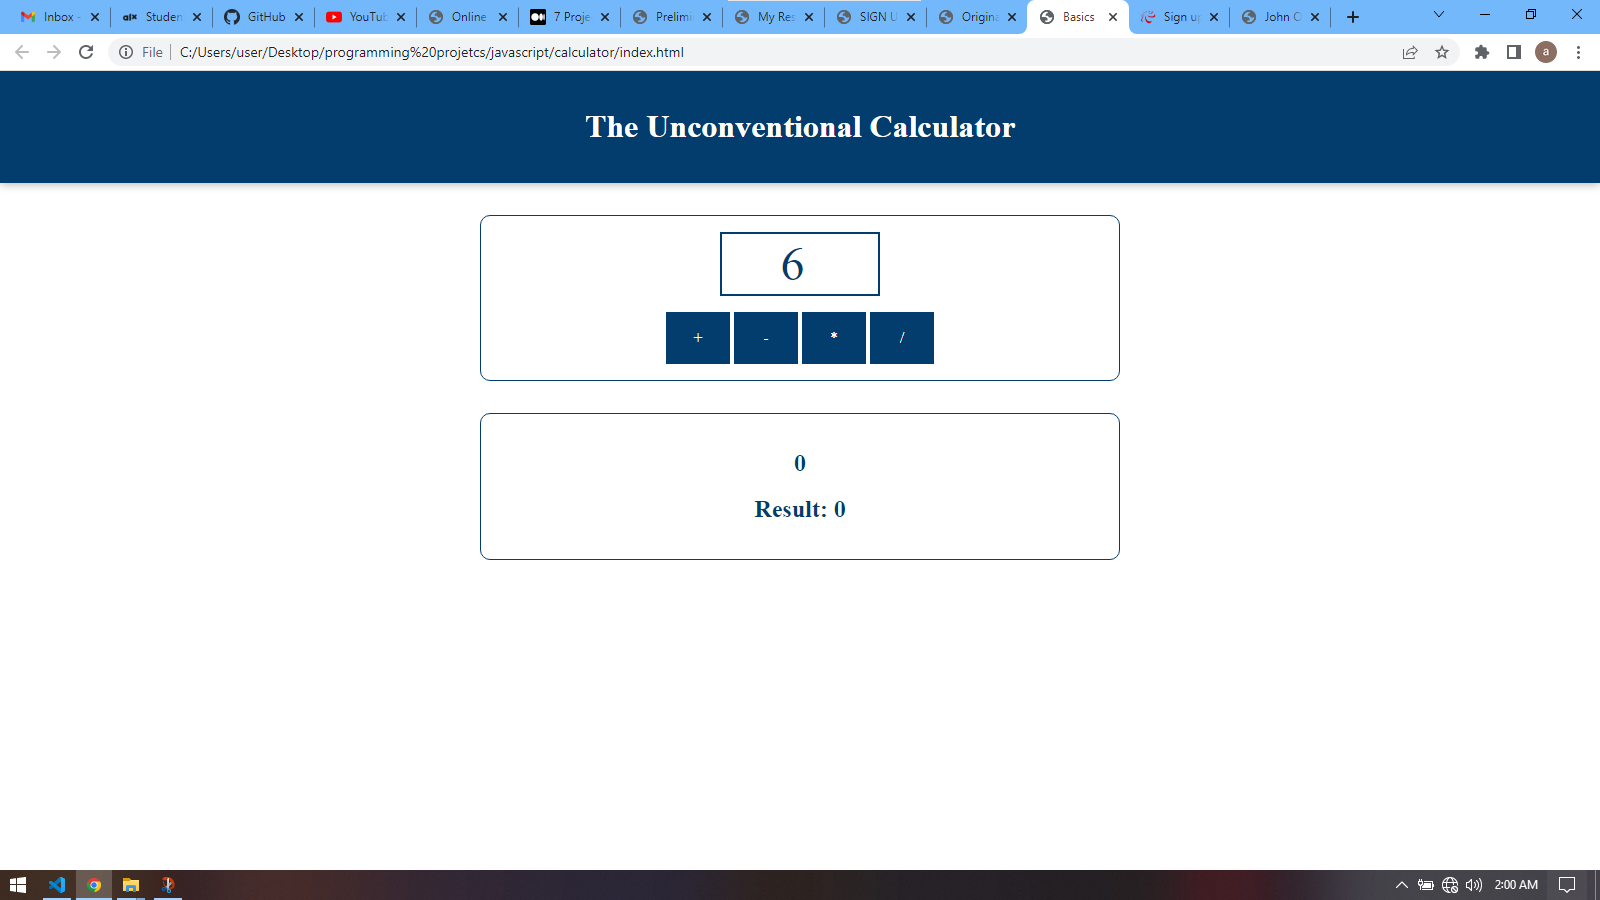 Inbox -
Studen
GitHub
YouTub
Online
7 Proje
Prelimi
My Res
SIGN U
Origina
Basics
Sign up
John C
File
C:/Users/user/Desktop/programming%20projetcs/javascript/calculator/index.html
a
The Unconventional Calculator
6
+ - * /
0
Result: 0
2:00 AM